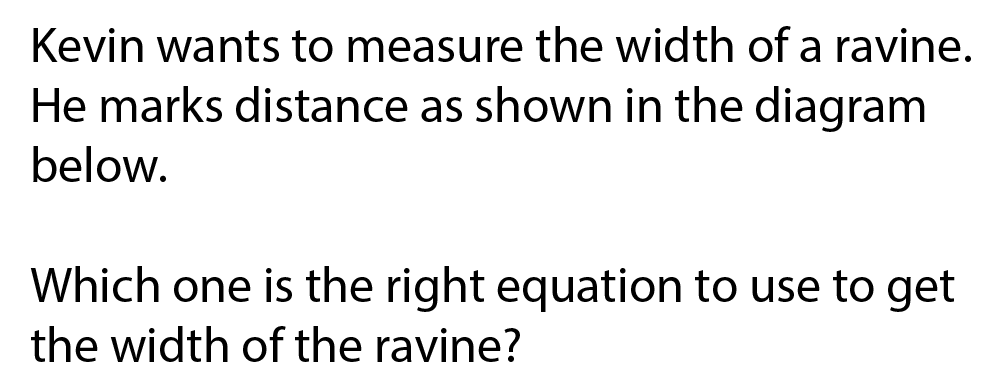 Kevin wants to measure the width of a ravine.
He marks distance as shown in the diagram
below.
Which one is the right equation to use to get
the width of the ravine?